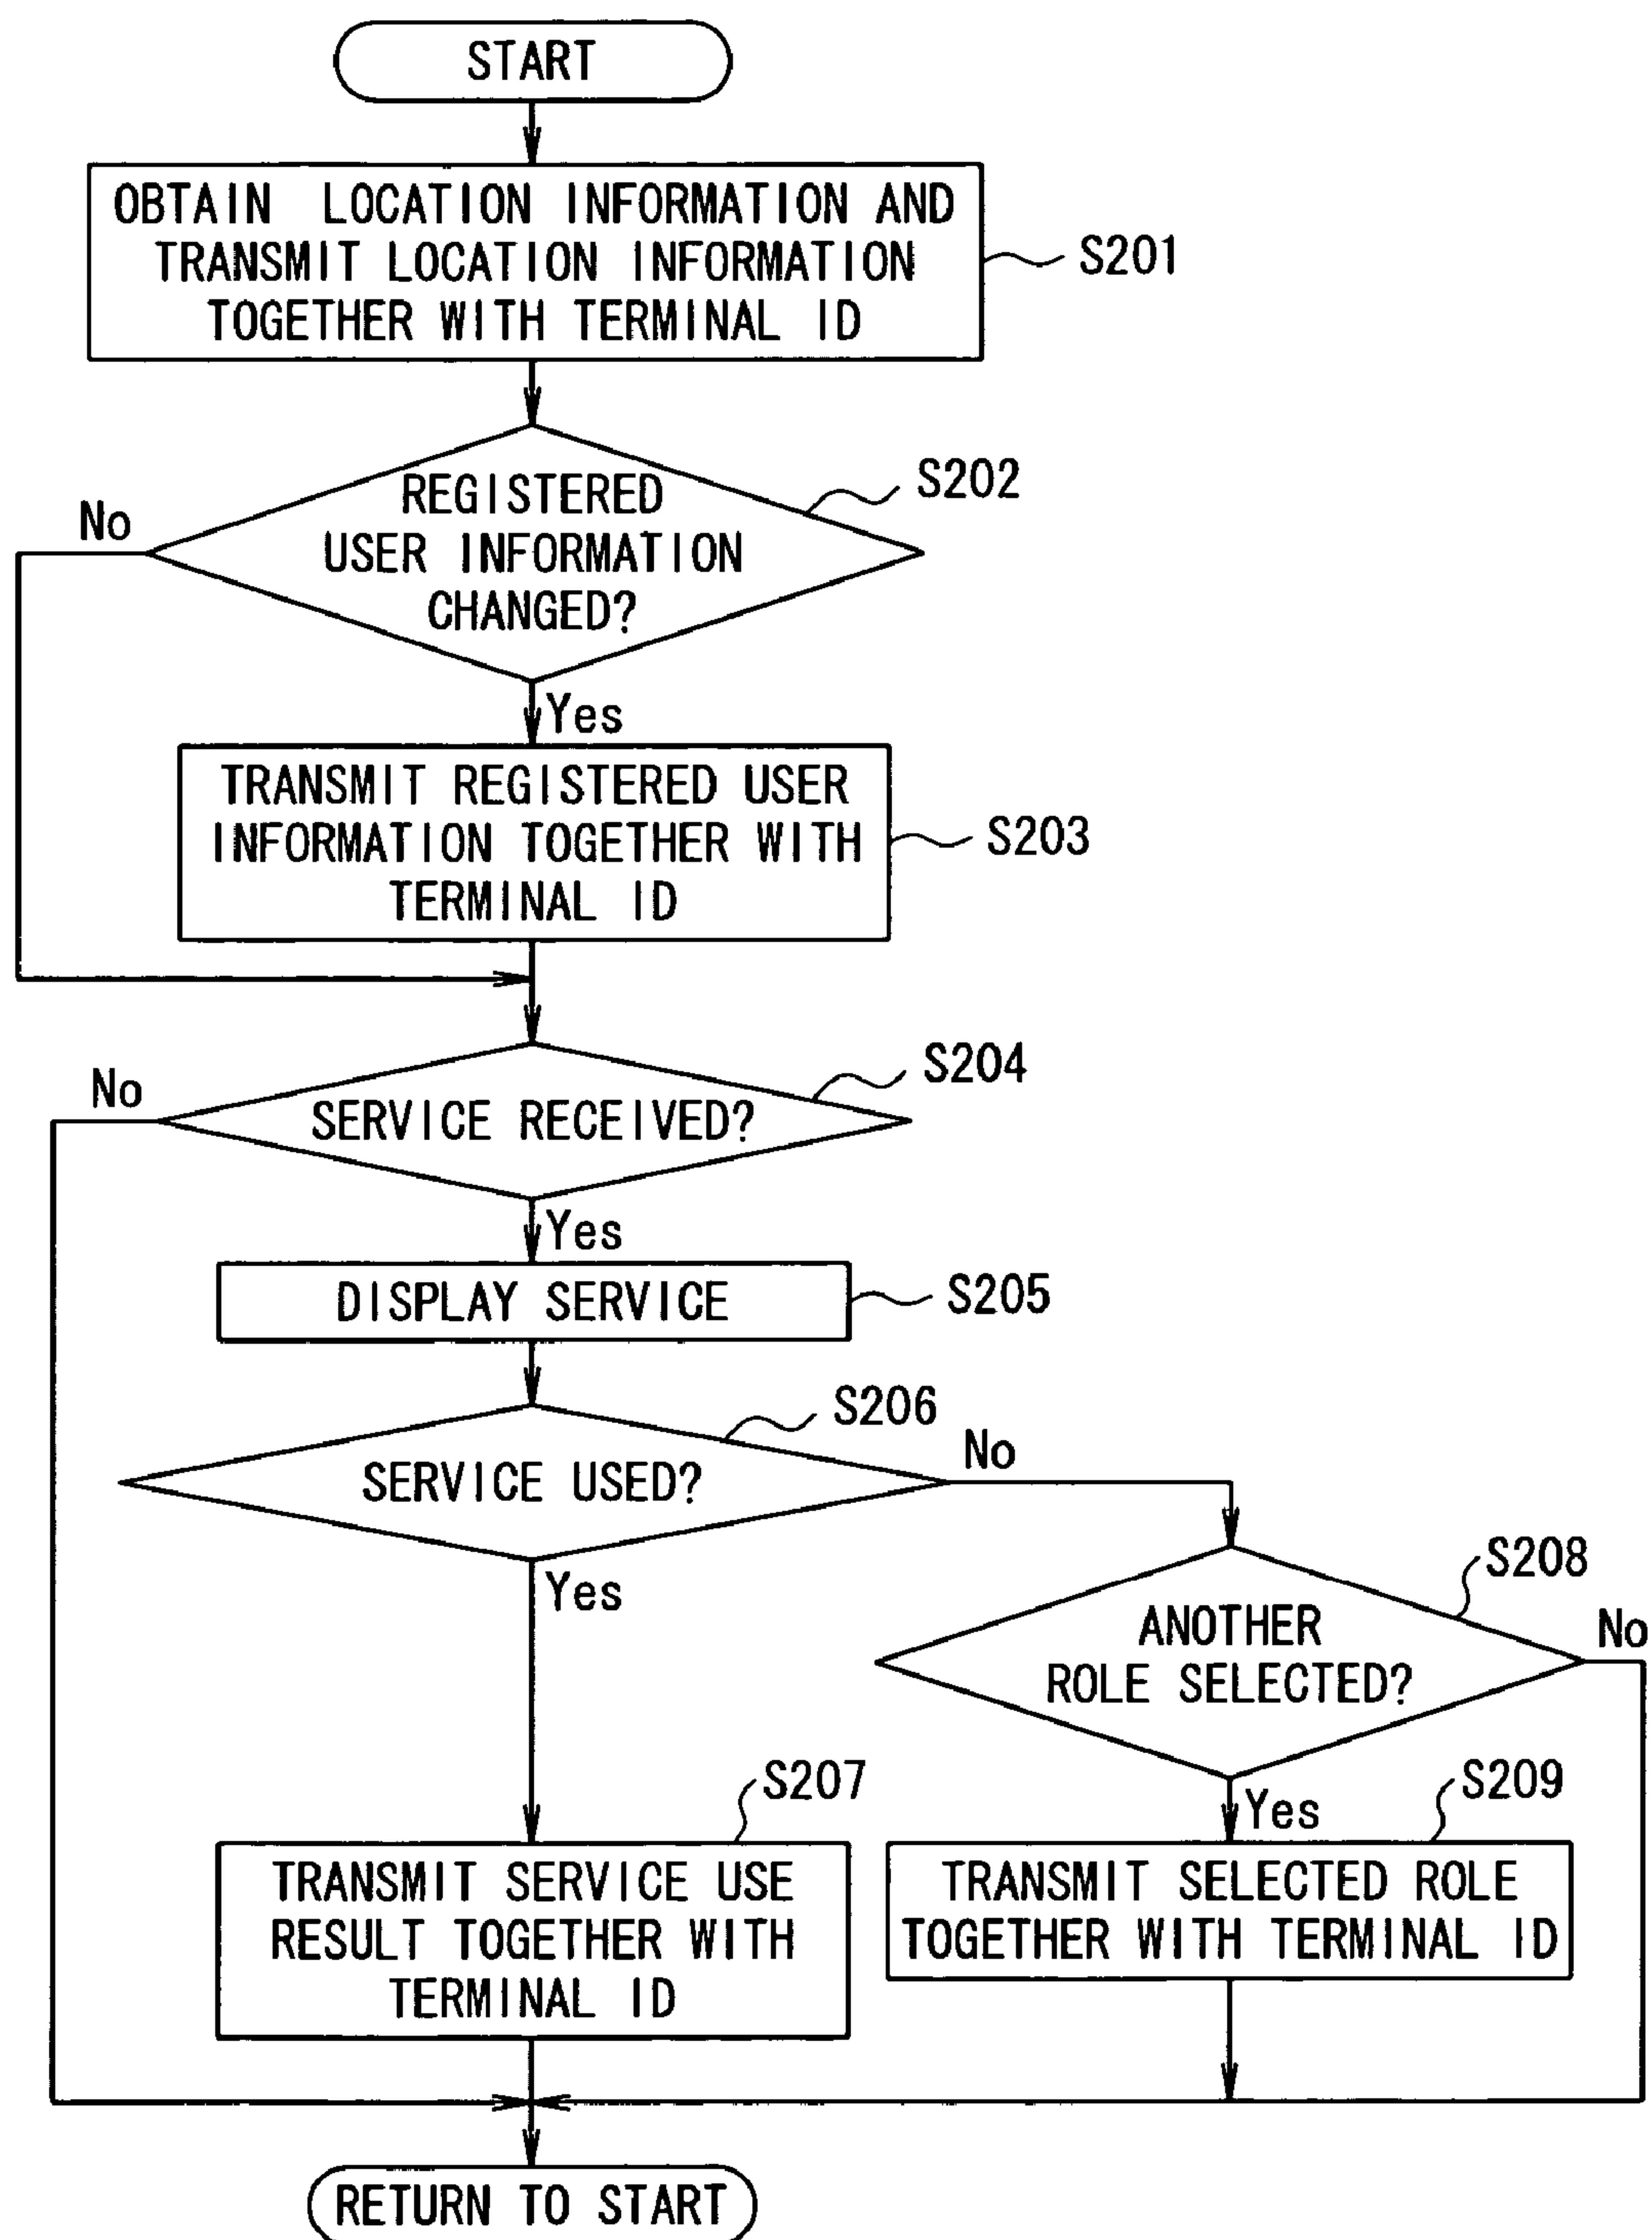 START
OBTAIN LOCATION INFORMATION AND
TRANSMIT LOCATION INFORMATION
TOGETHER WITH TERMINAL ID
S201
REGISTERED
USER INFORMATION
CHANGED?
S202
No
Yes
TRANSMIT REGISTERED USER
INFORMATION TOGETHER WITH
TERMINAL ID
S203
SERVICE RECEIVED?
S204
No
Yes
DISPLAY SERVICE
S205
SERVICE USED?
S206
No
Yes
ANOTHER
ROLE SELECTED?
S208
No
Yes
TRANSMIT SERVICE USE
RESULT TOGETHER WITH
TERMINAL ID
S207
TRANSMIT SELECTED ROLE
TOGETHER WITH TERMINAL ID
S209
RETURN TO START